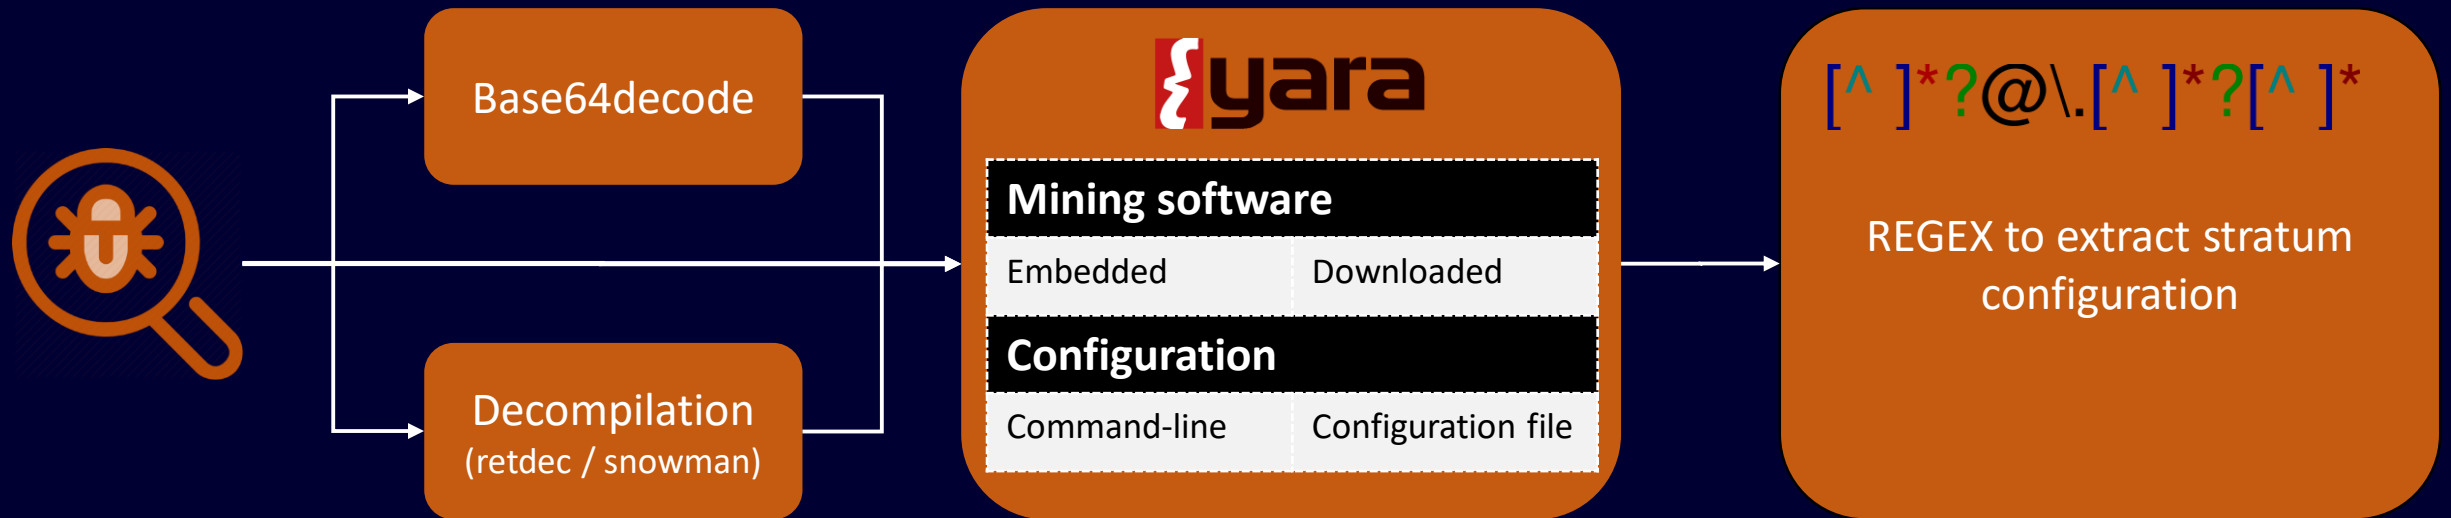 Base64decode
Decompilation
(retdec / snowman)
yara
Mining software
Embedded Downloaded
Configuration
Command-line Configuration file
[^ ]*?@\.[^ ]*?[^ ]*
REGEX to extract stratum
configuration